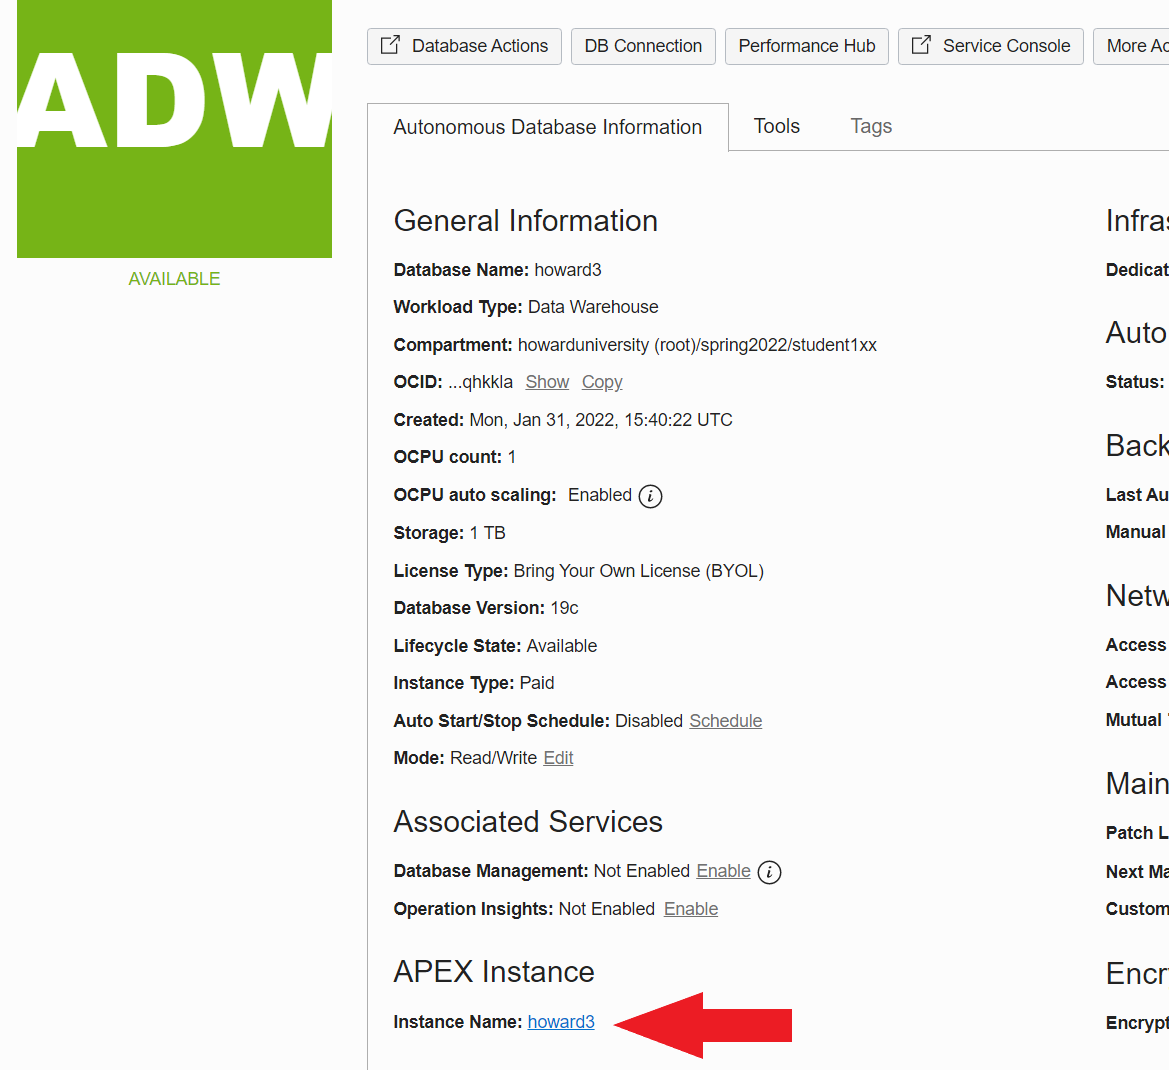 ADW
AVAILABLE
Database Actions
DB Connection
Performance Hub
Service Console
More Ac
Autonomous Database Information
Tools
Tags
General Information
Database Name: howard3
Workload Type: Data Warehouse
Compartment: howarduniversity (root)/spring2022/student1xx
OCID: ...qhkkla Show Copy
Created: Mon, Jan 31, 2022, 15:40:22 UTC
OCPU count: 1
OCPU auto scaling: Enabled i
Storage: 1 TB
License Type: Bring Your Own License (BYOL)
Database Version: 19c
Lifecycle State: Available
Instance Type: Paid
Auto Start/Stop Schedule: Disabled Schedule
Mode: Read/Write Edit
Associated Services
Database Management: Not Enabled Enable i
Operation Insights: Not Enabled Enable
APEX Instance
Instance Name: howard3
Infras
Dedicat
Auto
Status:
Back
Last Au
Manual
Netw
Access
Access
Mutual
Main
Patch L
Next Ma
Custom
Encr
Encrypt